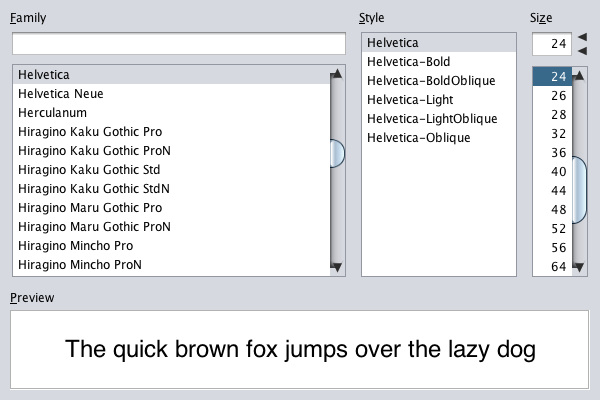 Family
Style
Size
24
Helvetica
Helvetica Neue
Herculanum
Hiragino Kaku Gothic Pro
Hiragino Kaku Gothic ProN
Hiragino Kaku Gothic Std
Hiragino Kaku Gothic StdN
Hiragino Maru Gothic Pro
Hiragino Maru Gothic ProN
Hiragino Mincho Pro
Hiragino Mincho ProN
Helvetica
Helvetica-Bold
Helvetica-BoldOblique
Helvetica-Light
Helvetica-LightOblique
Helvetica-Oblique
24
26
28
32
36
40
44
48
52
56
64
Preview
The quick brown fox jumps over the lazy dog